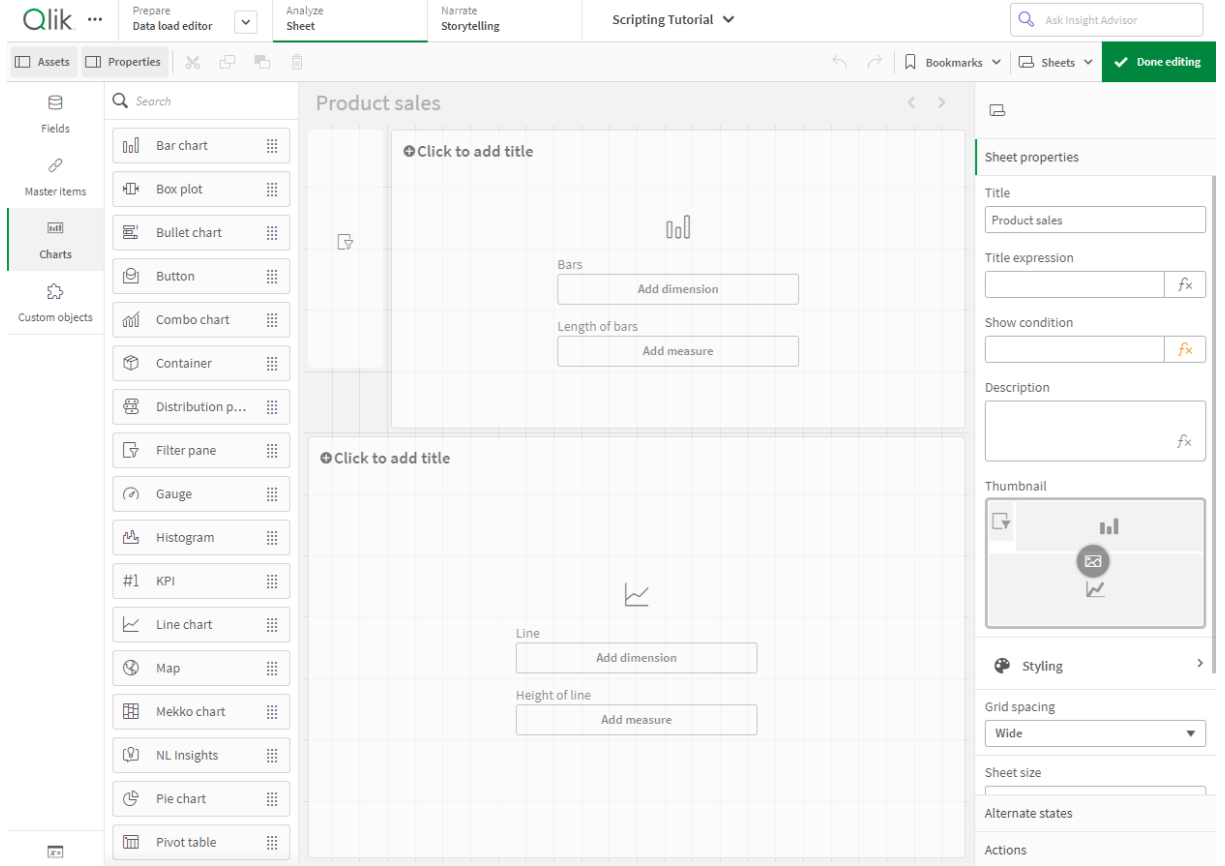 Qlik
Prepare
Data load editor
Analyze
Sheet
Narrate
Storytelling
Scripting Tutorial
Ask Insight Advisor
Assets
Properties
Bookmarks
Sheets
Done editing
Fields
Master items
Charts
Custom objects
Search
Bar chart
Box plot
Bullet chart
Button
Combo chart
Container
Distribution p...
Filter pane
Gauge
Histogram
#1 KPI
Line chart
Map
Mekko chart
NL Insights
Pie chart
Pivot table
Product sales
Click to add title
Bars
Add dimension
Length of bars
Add measure
Click to add title
Line
Add dimension
Height of line
Add measure
Sheet properties
Title
Product sales
Title expression
fx
Show condition
fx
Description
fx
Thumbnail
Styling
Grid spacing
Wide
Sheet size
Alternate states
Actions